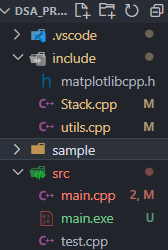 DSA_PR...
.vscode
include
matplotlibcpp.h
Stack.cpp M
utils.cpp M
sample
src
main.cpp 2, M
main.exe U
test.cpp